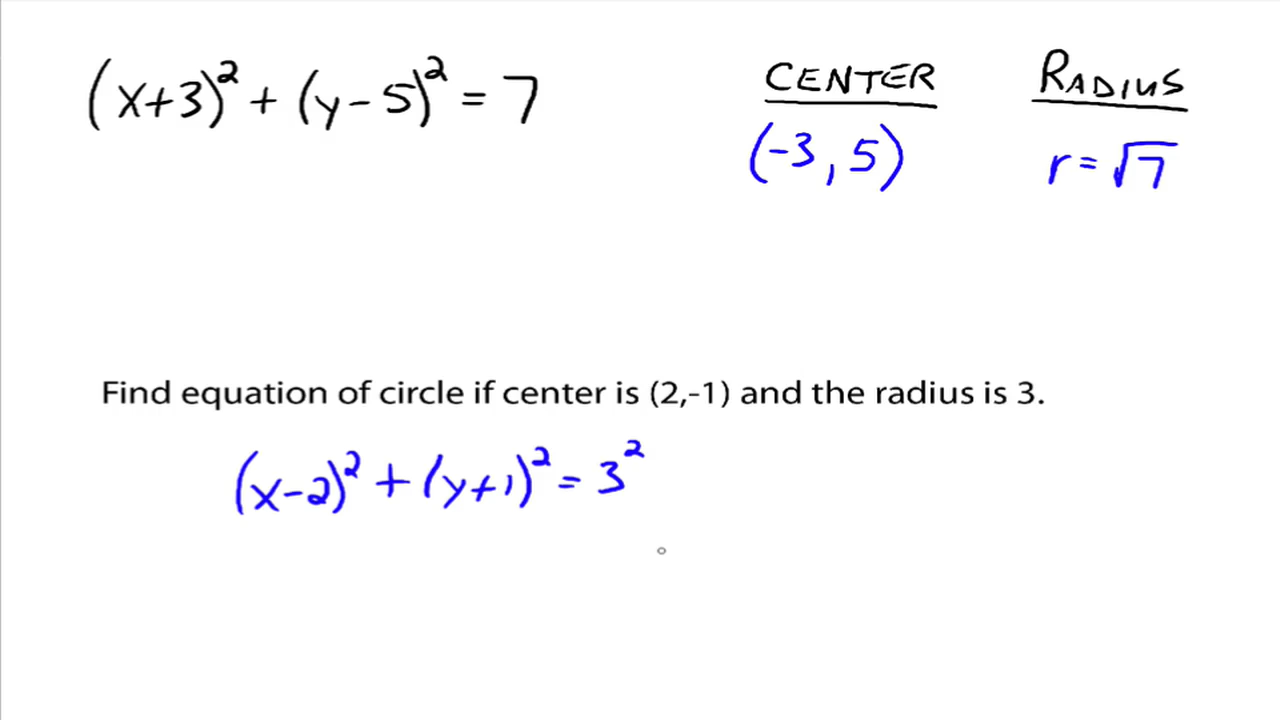 (x+3)² + (y-5)² = 7
CENTER RADIUS
(-3, 5) r = √7
Find equation of circle if center is (2,-1) and the radius is 3.
(x-2)² + (y+1)² = 3²